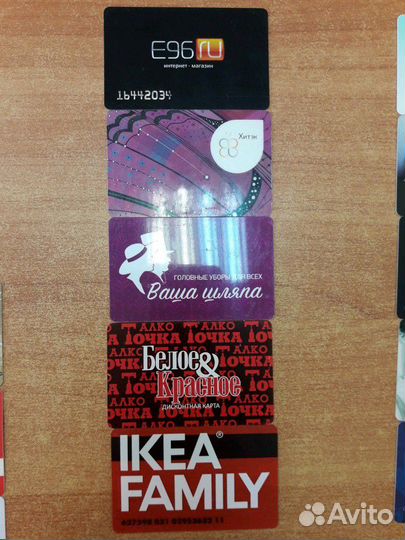 E96 ru
интернет - магазин
16442034
Хитэк
ГОЛОВНЫЕ УБОРЫ ДЛЯ ВСЕХ
Ваша шляпа
АЛКО ТОЧКА
Белое
&
Красное
ДИСКОНТНАЯ КАРТА
IKEA®
FAMILY
Avito